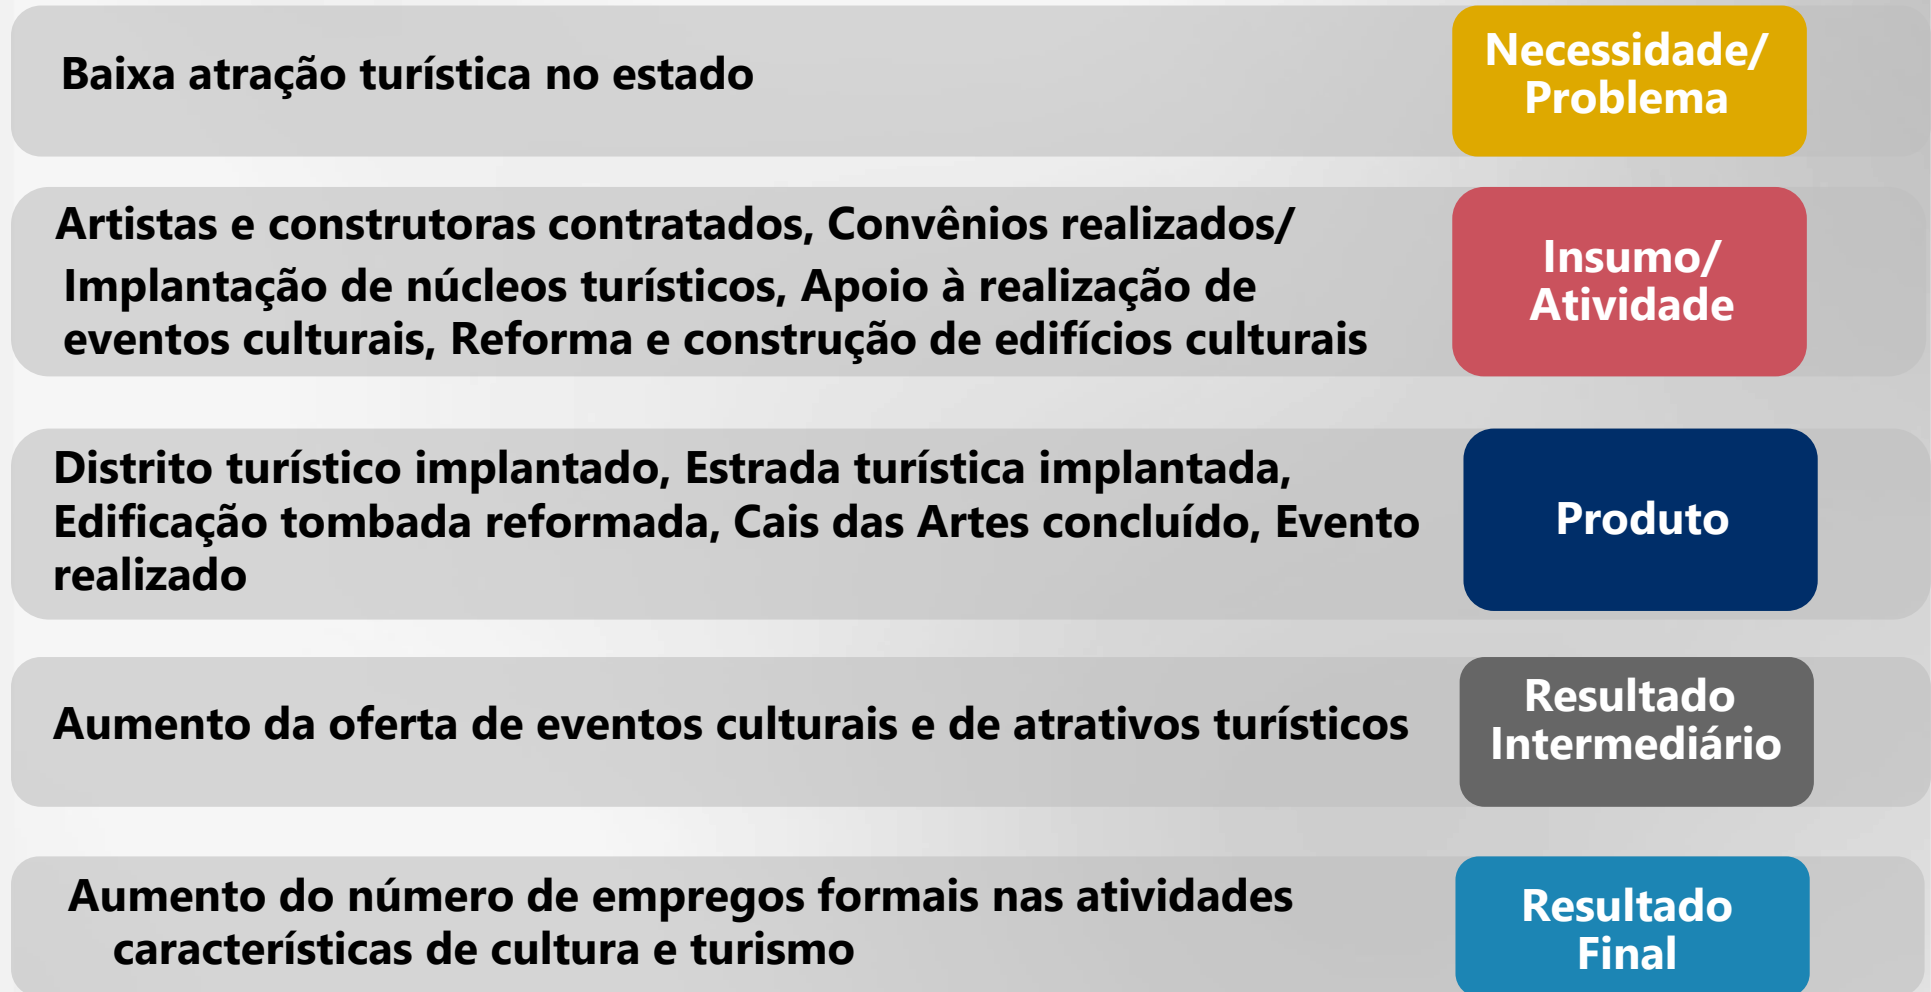 Baixa atração turística no estado
Necessidade/
Problema
Artistas e construtoras contratados, Convênios realizados/
Implantação de núcleos turísticos, Apoio à realização de
eventos culturais, Reforma e construção de edifícios culturais
Insumo/
Atividade
Distrito turístico implantado, Estrada turística implantada,
Edificação tombada reformada, Cais das Artes concluído, Evento
realizado
Produto
Aumento da oferta de eventos culturais e de atrativos turísticos
Resultado
Intermediário
Aumento do número de empregos formais nas atividades
características de cultura e turismo
Resultado
Final